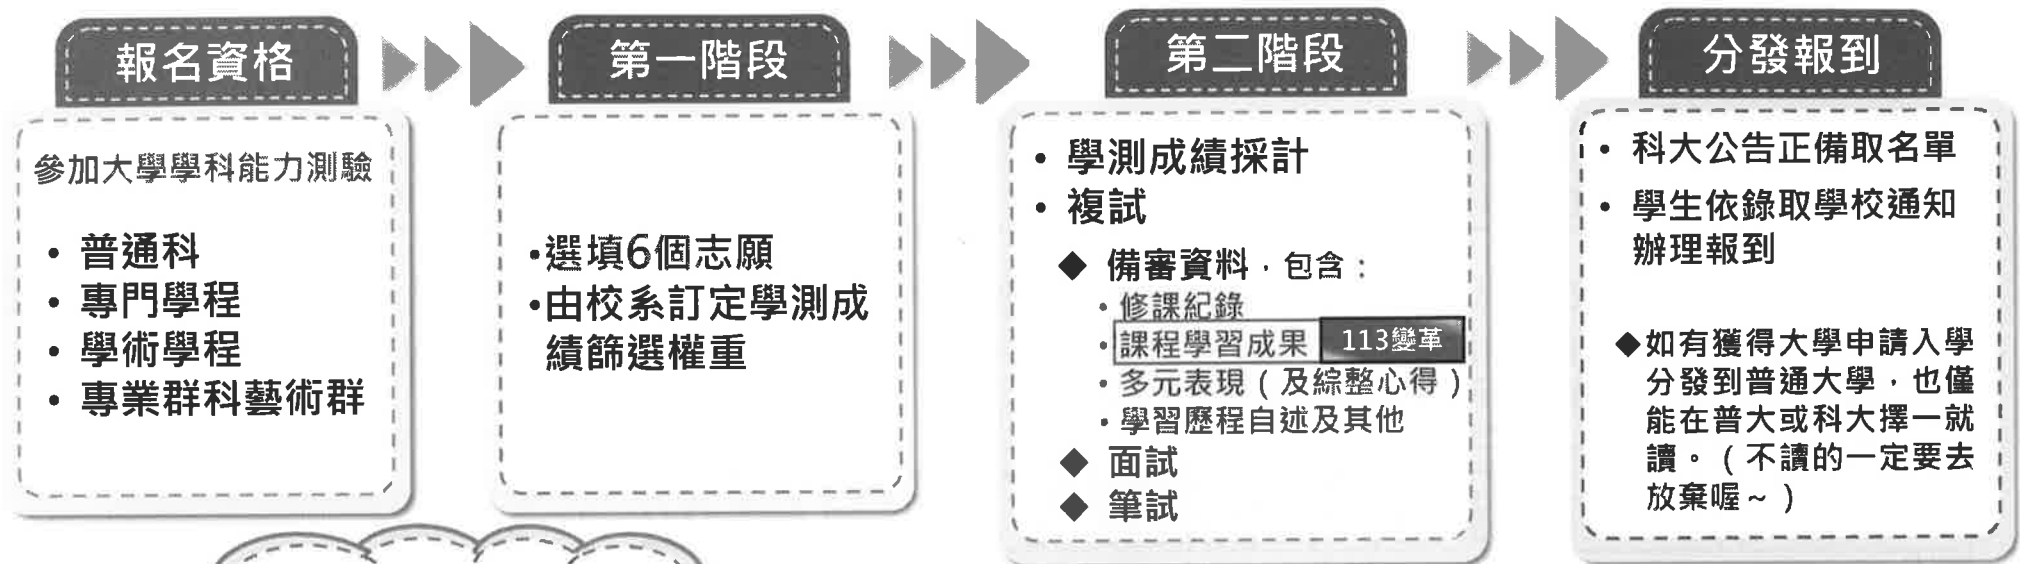 報名資格
參加大學學科能力測驗
• 普通科
• 專門學程
• 學術學程
• 專業群科藝術群
第一階段
•選填6個志願
•由校系訂定學測成
績篩選權重
第二階段
• 學測成績採計
• 複試
◆ 備審資料，包含：
• 修課紀錄
• 課程學習成果 113變革
• 多元表現（及綜整心得）
• 學習歷程自述及其他
◆ 面試
◆ 筆試
分發報到
• 科大公告正備取名單
• 學生依錄取學校通知
辦理報到
◆如有獲得大學申請入學
分發到普通大學，也僅
能在普大或科大擇一就
讀。（不讀的一定要去
放棄喔~）